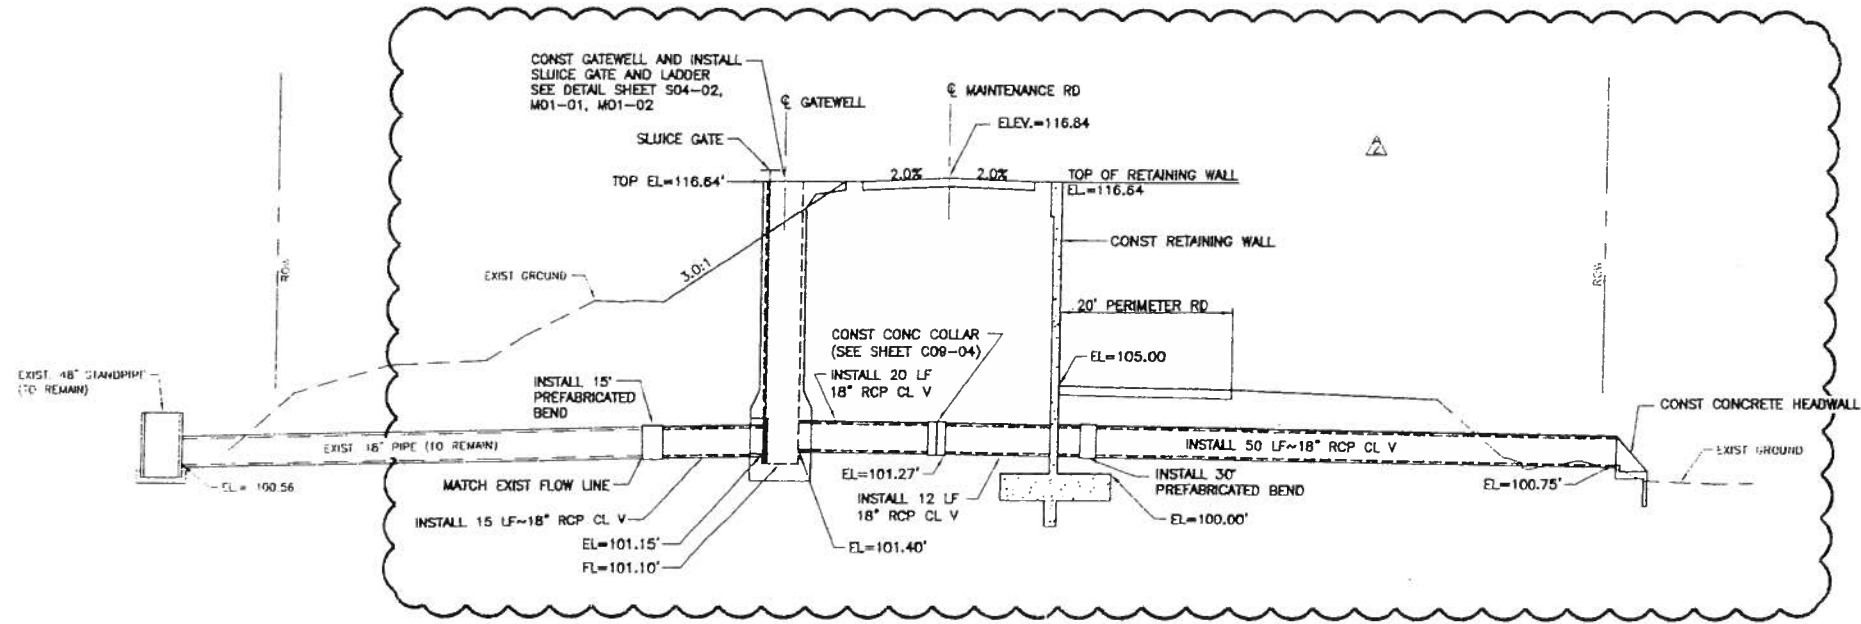 CONST GATEWELL AND INSTALL
SLUICE GATE AND LADDER
SEE DETAIL SHEET S04-02,
M01-01, M01-02
℄ GATEWELL
℄ MAINTENANCE RD
ELEV.=116.84
SLUICE GATE
2
TOP EL=116.64'
2.0%
2.0%
TOP OF RETAINING WALL
EL=116.64
CONST RETAINING WALL
ROW
ROW
3.0:1
EXIST GROUND
20' PERIMETER RD
CONST CONC COLLAR
(SEE SHEET C09-04)
EL=105.00
EXIST. 48" STANDPIPE
(TO REMAIN)
INSTALL 15'
PREFABRICATED
BEND
INSTALL 20 LF
18" RCP CL V
CONST CONCRETE HEADWALL
EXIST 18" PIPE (TO REMAIN)
INSTALL 50 LF~18" RCP CL V
EXIST GROUND
EL= 100.56
MATCH EXIST FLOW LINE
EL=101.27'
INSTALL 30'
PREFABRICATED BEND
EL=100.75'
INSTALL 12 LF
18" RCP CL V
INSTALL 15 LF~18" RCP CL V
EL=100.00'
EL=101.15'
EL=101.40'
FL=101.10'